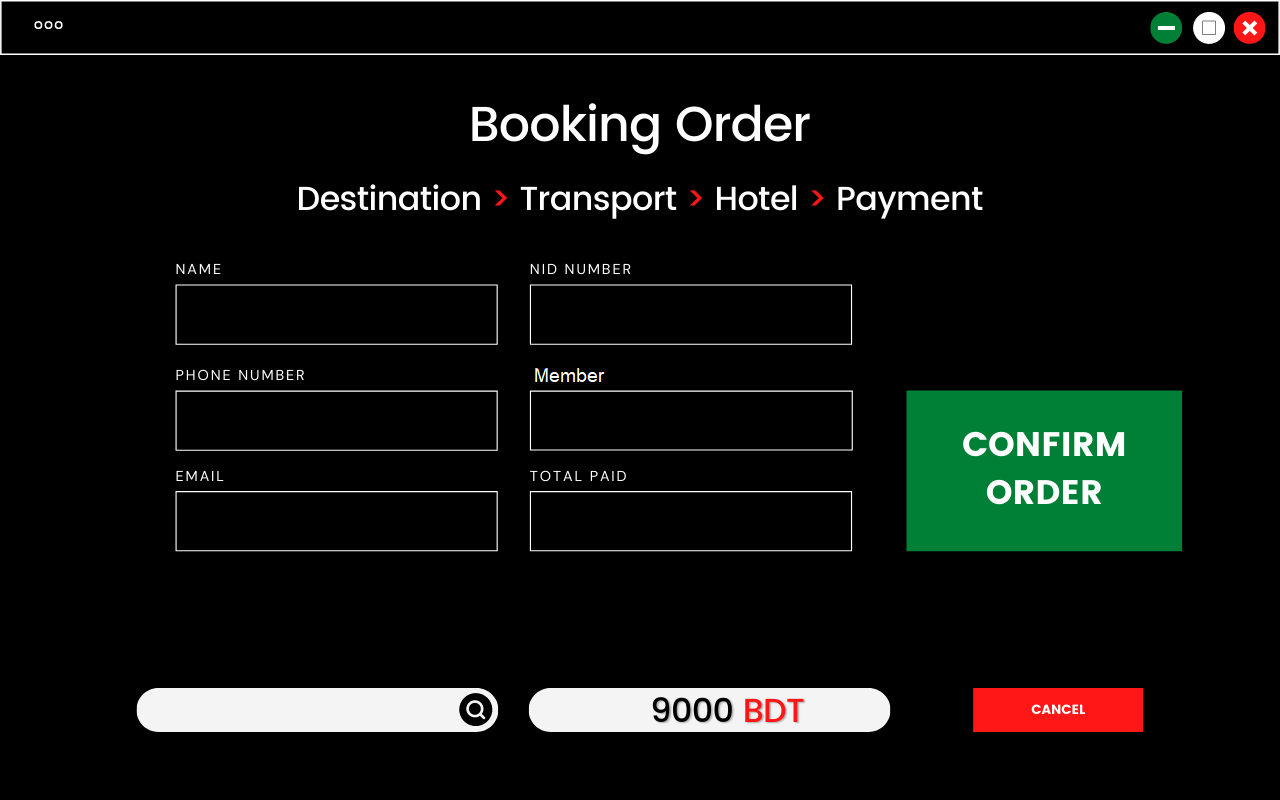 Booking Order
Destination > Transport > Hotel > Payment
NAME
NID NUMBER
PHONE NUMBER
Member
EMAIL
TOTAL PAID
CONFIRM
ORDER
9000 BDT
CANCEL